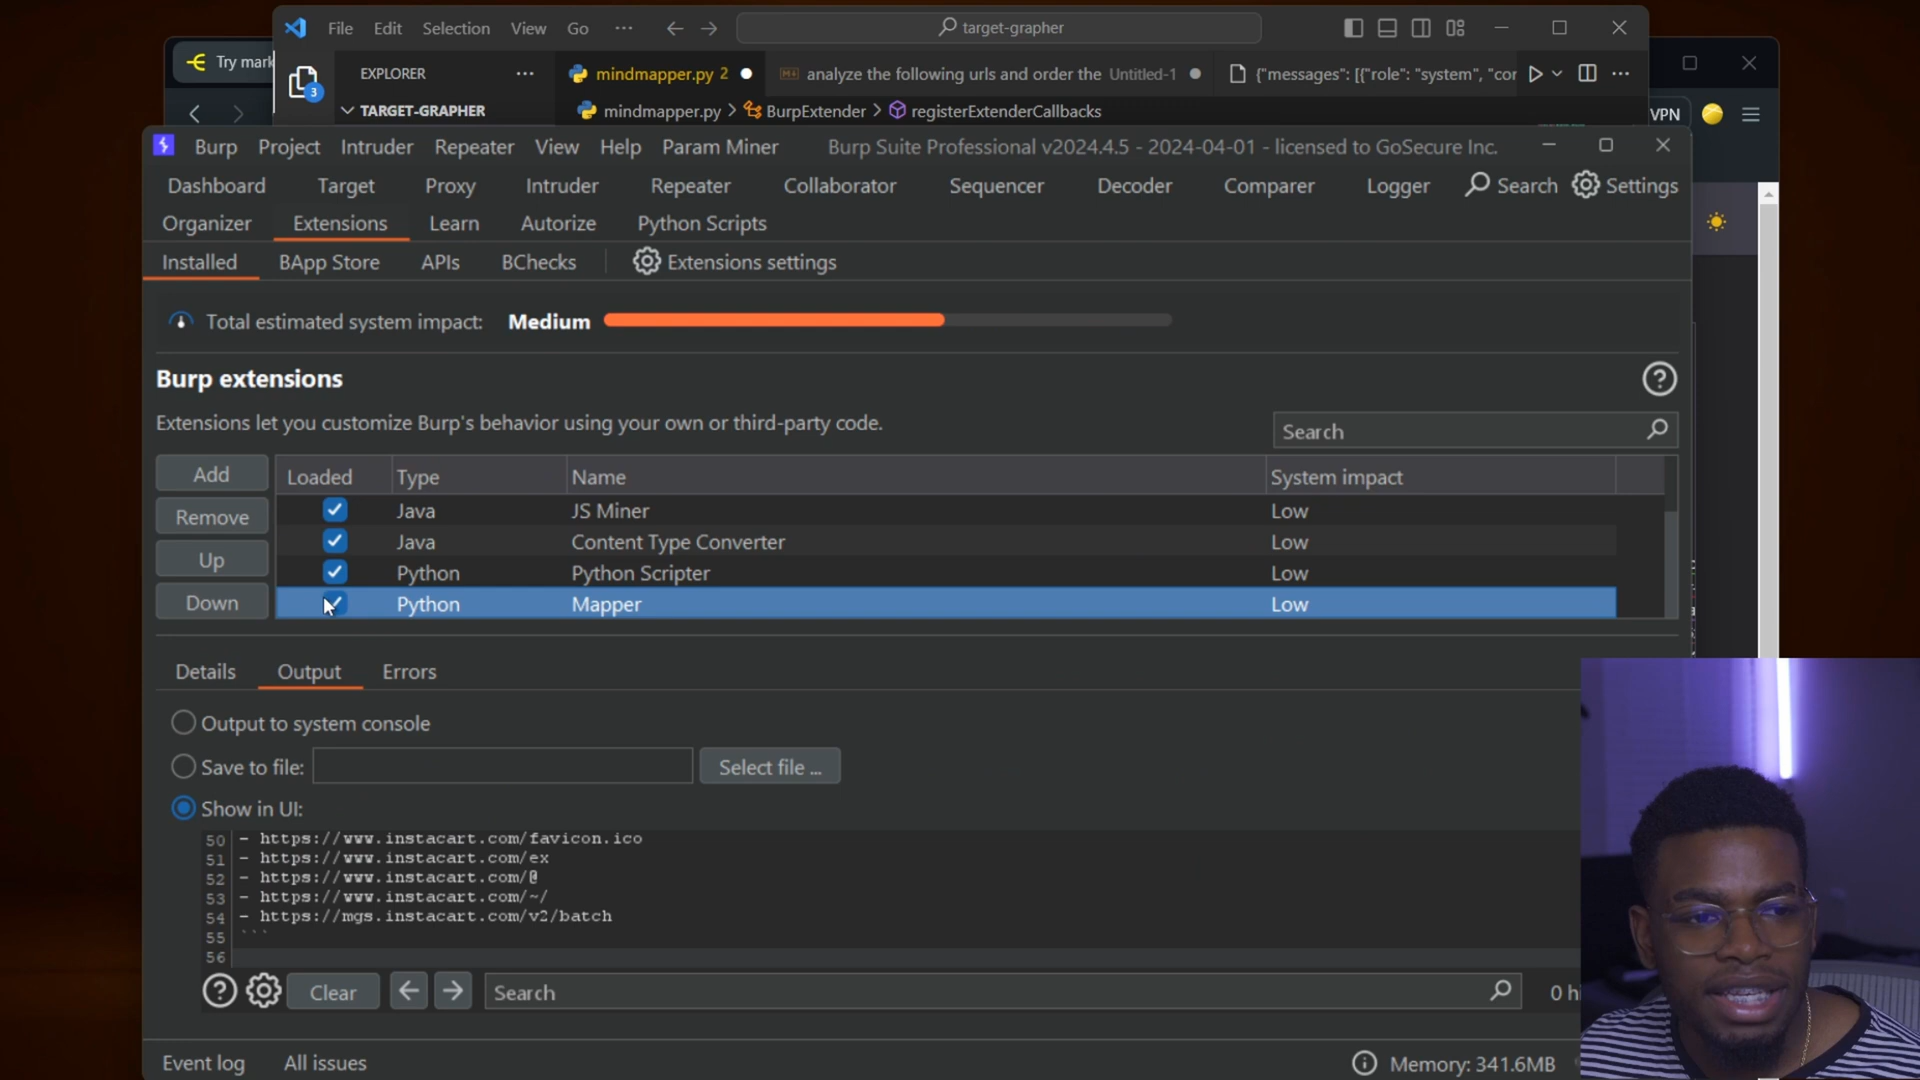 File Edit Selection View Go ··· target-grapher
Try mark
EXPLORER ··· mindmapper.py 2 analyze the following urls and order the Untitled-1 {"messages": [{"role": "system", "cor
3
TARGET-GRAPHER mindmapper.py > BurpExtender > registerExtenderCallbacks
VPN
Burp Project Intruder Repeater View Help Param Miner Burp Suite Professional v2024.4.5 - 2024-04-01 - licensed to GoSecure Inc.
Dashboard Target Proxy Intruder Repeater Collaborator Sequencer Decoder Comparer Logger Search Settings
Organizer Extensions Learn Autorize Python Scripts
Installed BApp Store APIs BChecks Extensions settings
Total estimated system impact: Medium
Burp extensions
Extensions let you customize Burp's behavior using your own or third-party code.
Search
Add Loaded Type Name System impact
Remove Java JS Miner Low
Up Java Content Type Converter Low
Python Python Scripter Low
Down Python Mapper Low
Details Output Errors
Output to system console
Save to file: Select file ...
Show in UI:
50 - https://www.instacart.com/favicon.ico
51 - https://www.instacart.com/ex
52 - https://www.instacart.com/@
53 - https://www.instacart.com/~/
54 - https://mgs.instacart.com/v2/batch
55 ```
56
Clear Search 0 hi
Event log All issues Memory: 341.6MB